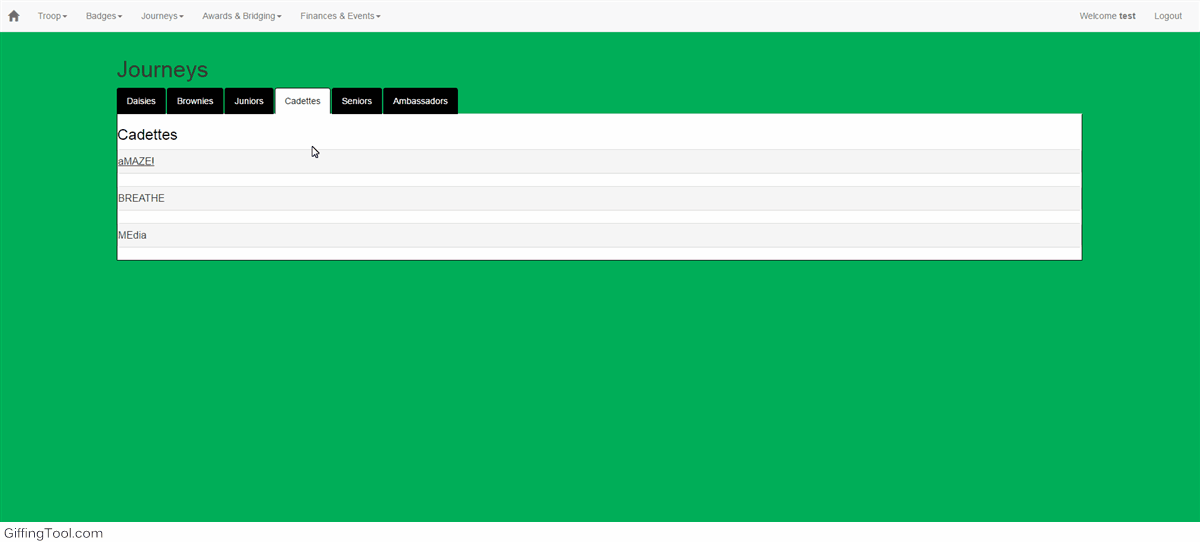 Troop Badges Journeys Awards & Bridging Finances & Events Welcome test Logout
Journeys
Daisies Brownies Juniors Cadettes Seniors Ambassadors
Cadettes
aMAZE!
BREATHE
MEdia
GiffingTool.com